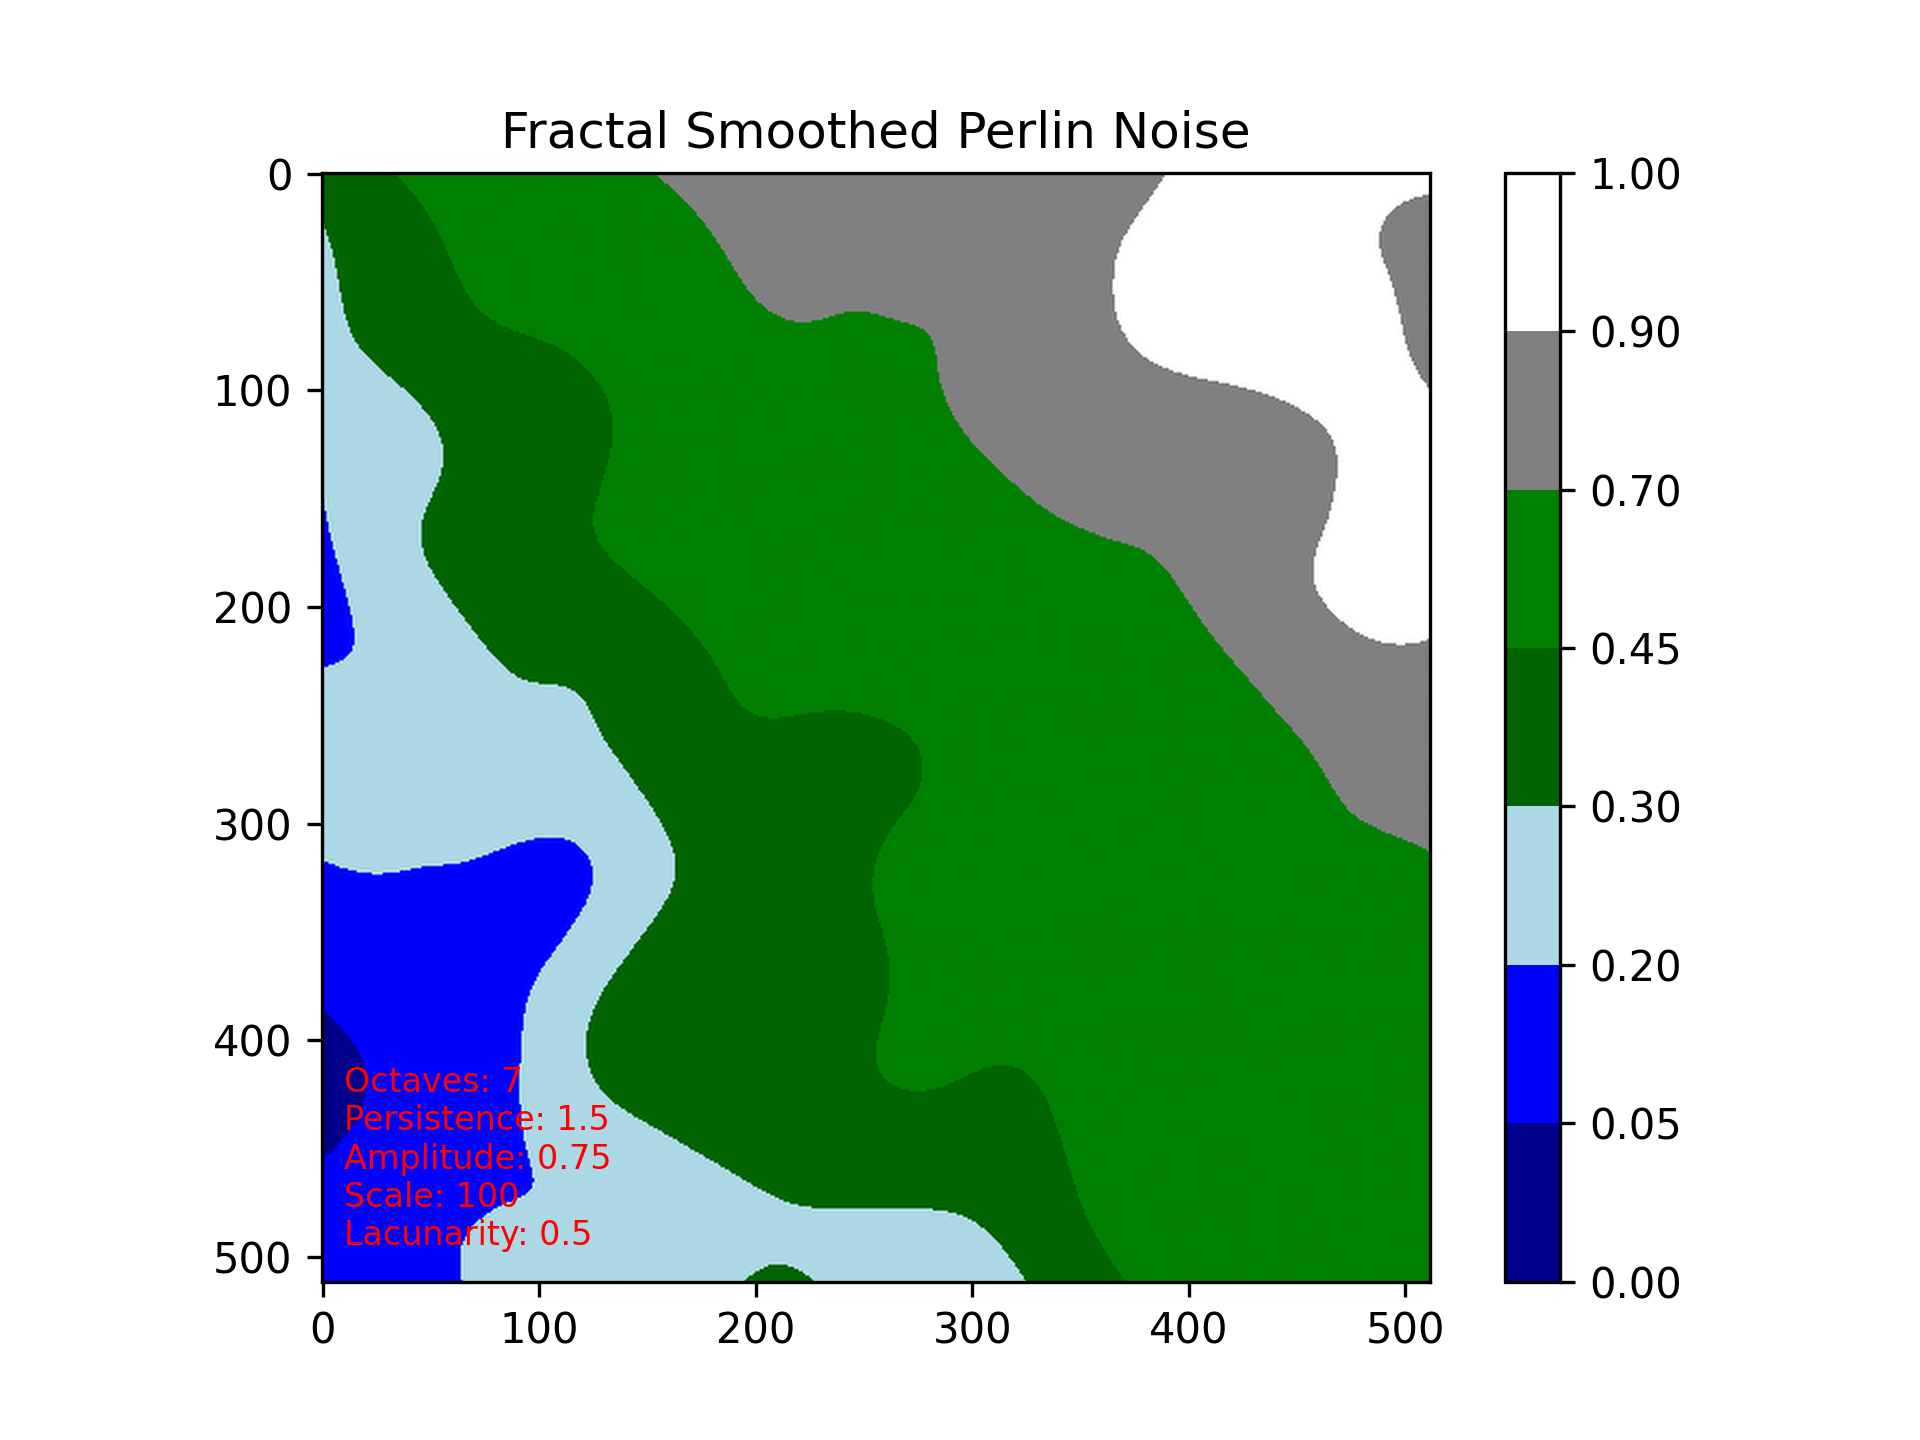 Fractal Smoothed Perlin Noise
0
100
200
300
400
500
Octaves: 7
Persistence: 1.5
Amplitude: 0.75
Scale: 100
Lacunarity: 0.5
0 100 200 300 400 500
1.00
0.90
0.70
0.45
0.30
0.20
0.05
0.00